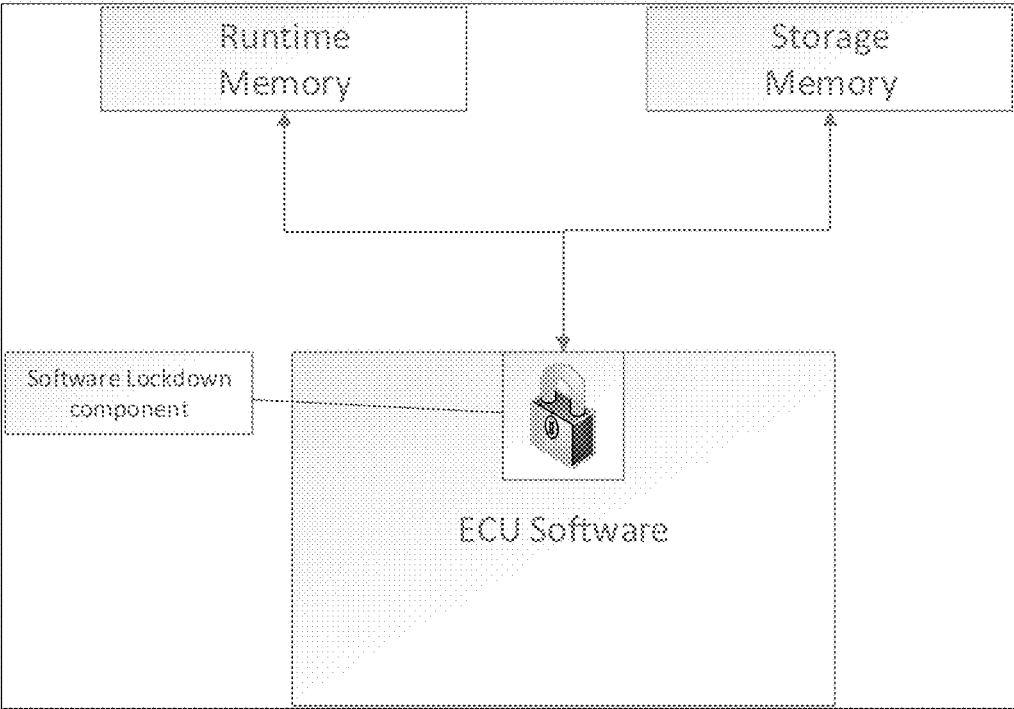 Runtime
Memory
Storage
Memory
Software Lockdown
component
ECU Software